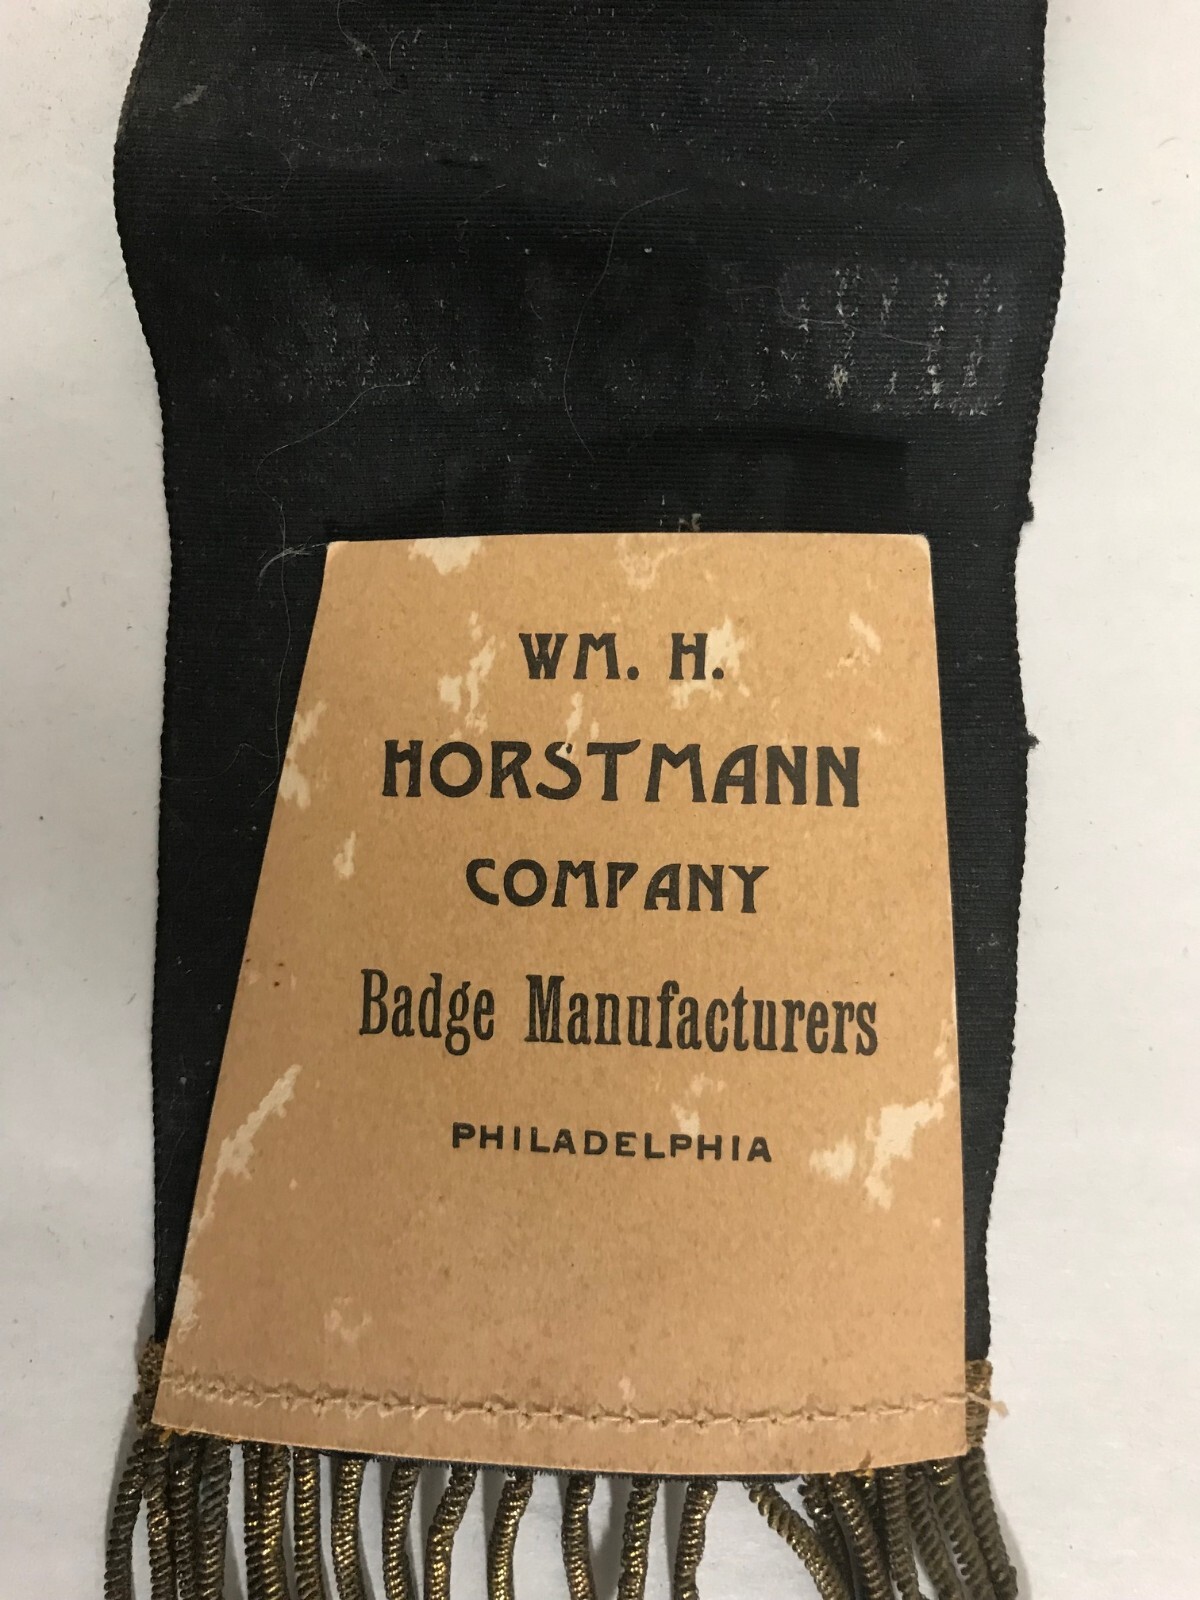 WM. H.
HORSTMANN
COMPANY
Badge Manufacturers
PHILADELPHIA